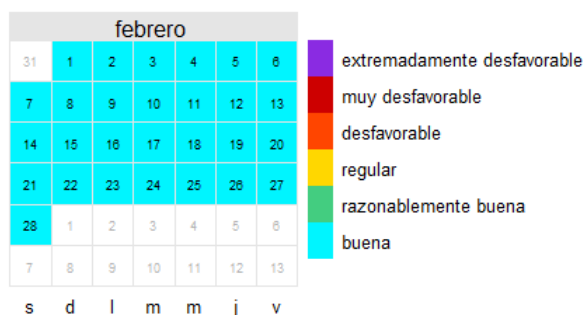 febrero
31 1 2 3 4 5 6
7 8 9 10 11 12 13
14 15 16 17 18 19 20
21 22 23 24 25 26 27
28 1 2 3 4 5 6
7 8 9 10 11 12 13
s d l m m j v
extremadamente desfavorable
muy desfavorable
desfavorable
regular
razonablemente buena
buena